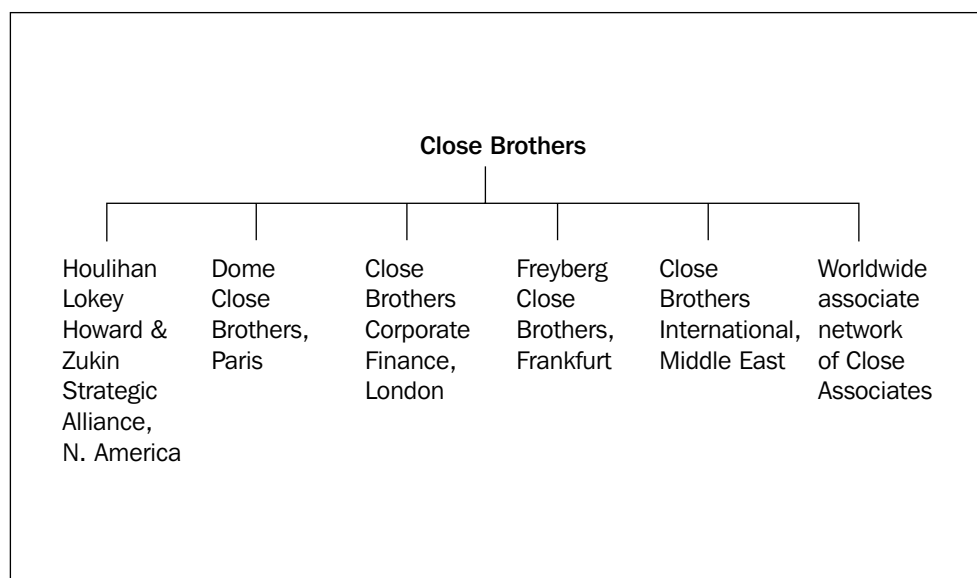 Close Brothers
Houlihan
Lokey
Howard &
Zukin
Strategic
Alliance,
N. America
Dome
Close
Brothers,
Paris
Close
Brothers
Corporate
Finance,
London
Freyberg
Close
Brothers,
Frankfurt
Close
Brothers
International,
Middle East
Worldwide
associate
network
of Close
Associates